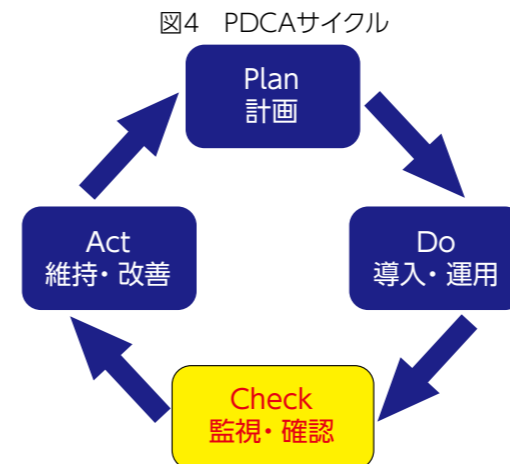 図4 PDCAサイクル
Plan
計画
Do
導入・運用
Check
監視・確認
Act
維持・改善